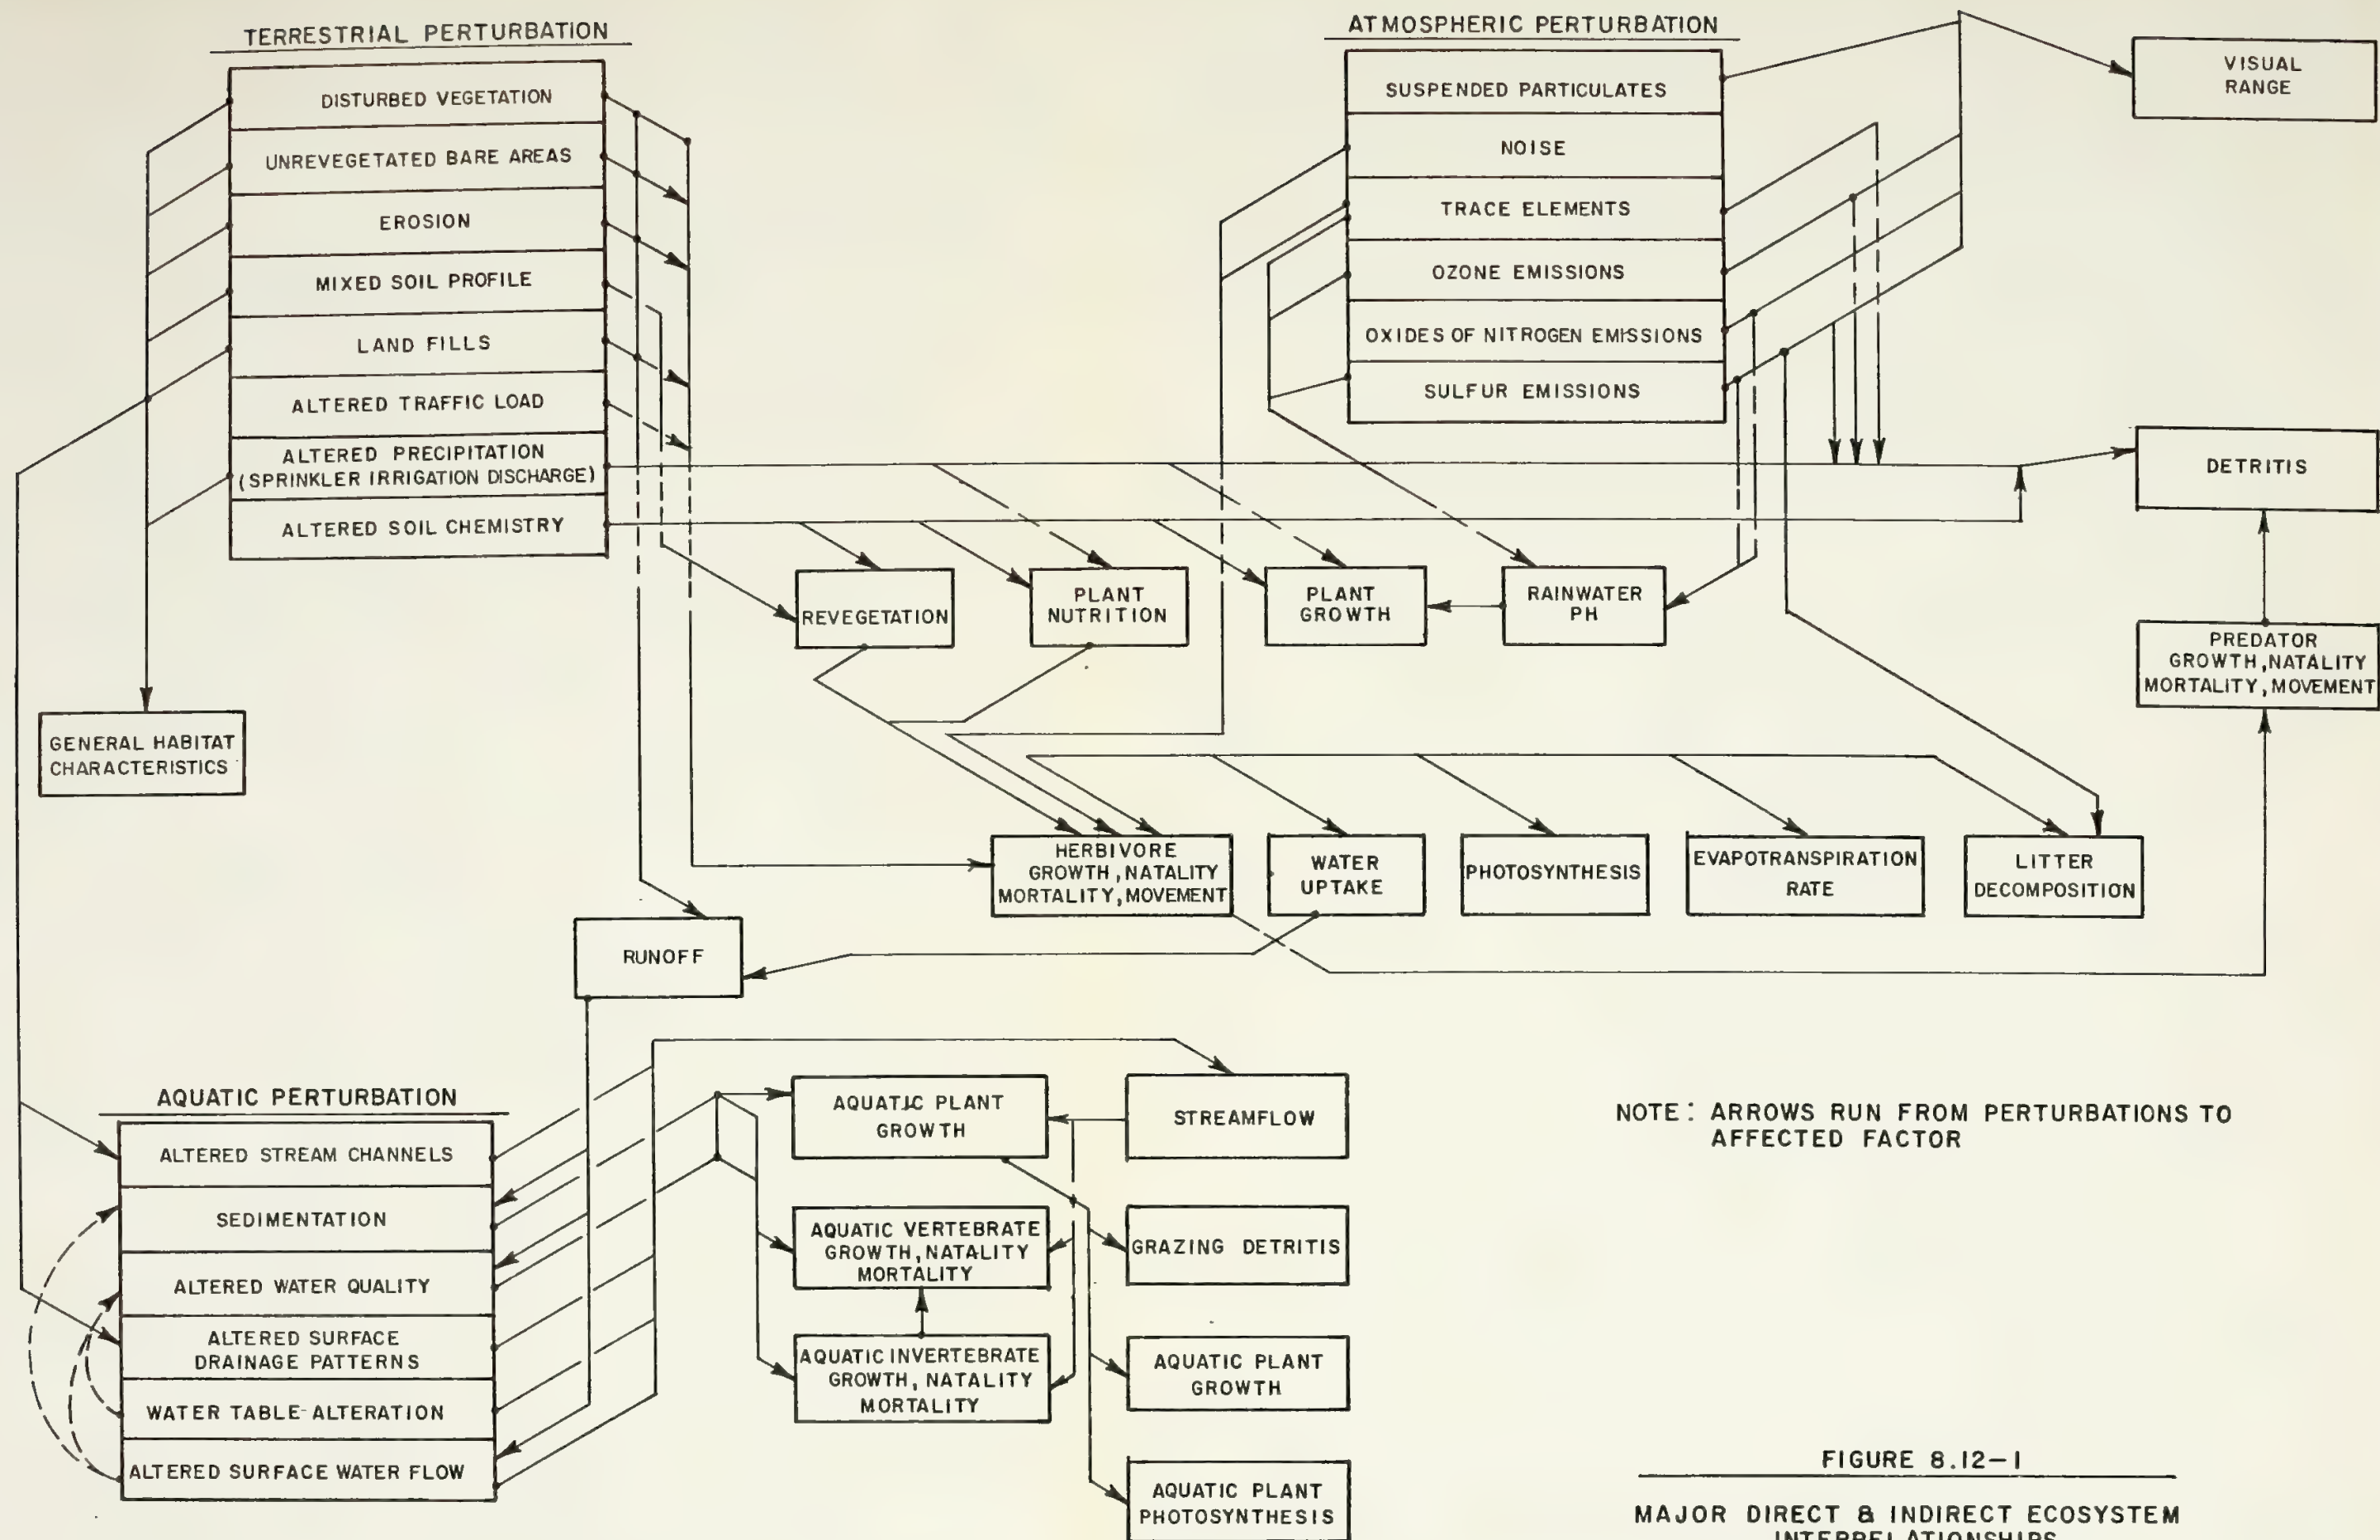 TERRESTRIAL PERTURBATION
DISTURBED VEGETATION
UNREVEGETATED BARE AREAS
EROSION
MIXED SOIL PROFILE
LAND FILLS
ALTERED TRAFFIC LOAD
ALTERED PRECIPITATION
(SPRINKLER IRRIGATION DISCHARGE)
ALTERED SOIL CHEMISTRY
ATMOSPHERIC PERTURBATION
SUSPENDED PARTICULATES
NOISE
TRACE ELEMENTS
OZONE EMISSIONS
OXIDES OF NITROGEN EMISSIONS
SULFUR EMISSIONS
VISUAL
RANGE
DETRITIS
REVEGETATION
PLANT
NUTRITION
PLANT
GROWTH
RAINWATER
PH
PREDATOR
GROWTH, NATALITY
MORTALITY, MOVEMENT
GENERAL HABITAT
CHARACTERISTICS
HERBIVORE
GROWTH, NATALITY
MORTALITY, MOVEMENT
WATER
UPTAKE
PHOTOSYNTHESIS
EVAPOTRANSPIRATION
RATE
LITTER
DECOMPOSITION
RUNOFF
AQUATIC PERTURBATION
ALTERED STREAM CHANNELS
SEDIMENTATION
ALTERED WATER QUALITY
ALTERED SURFACE
DRAINAGE PATTERNS
WATER TABLE ALTERATION
ALTERED SURFACE WATER FLOW
AQUATIC PLANT
GROWTH
STREAMFLOW
AQUATIC VERTEBRATE
GROWTH, NATALITY
MORTALITY
GRAZING DETRITIS
AQUATIC INVERTEBRATE
GROWTH, NATALITY
MORTALITY
AQUATIC PLANT
GROWTH
AQUATIC PLANT
PHOTOSYNTHESIS
NOTE: ARROWS RUN FROM PERTURBATIONS TO
AFFECTED FACTOR
FIGURE 8.12-1
MAJOR DIRECT & INDIRECT ECOSYSTEM
INTERRELATIONSHIPS